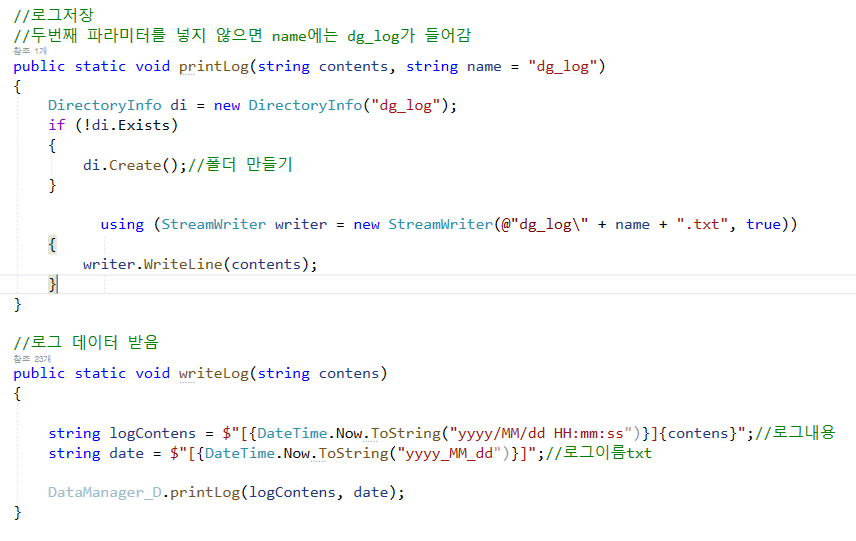 //로그저장
//두번째 파라미터를 넣지 않으면 name에는 dg_log가 들어감
참조 1개
public static void printLog(string contents, string name = "dg_log")
{
    DirectoryInfo di = new DirectoryInfo("dg_log");
    if (!di.Exists)
    {
        di.Create();//폴더 만들기
    }
          using (StreamWriter writer = new StreamWriter(@"dg_log\" + name + ".txt", true))
    {
        writer.WriteLine(contents);
    }
}
//로그 데이터 받음
참조 23개
public static void writeLog(string contens)
{
    string logContens = $"[{DateTime.Now.ToString("yyyy/MM/dd HH:mm:ss")}]{contens}";//로그내용
    string date = $"[{DateTime.Now.ToString("yyyy_MM_dd")}]";//로그이름txt
    DataManager_D.printLog(logContens, date);
}